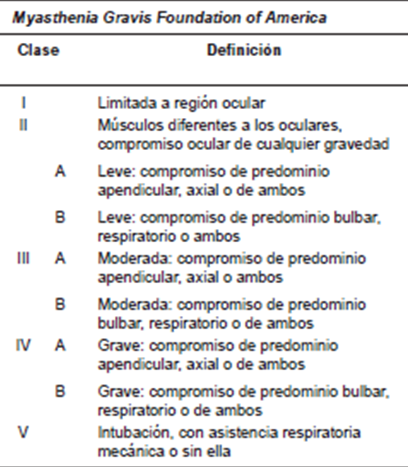 Myasthenia Gravis Foundation of America
Clase Definición
I Limitada a región ocular
II Músculos diferentes a los oculares,
compromiso ocular de cualquier gravedad
A Leve: compromiso de predominio
apendicular, axial o de ambos
B Leve: compromiso de predominio bulbar,
respiratorio o ambos
III A Moderada: compromiso de predominio
apendicular, axial o ambos
B Moderada: compromiso de predominio
bulbar, respiratorio o de ambos
IV A Grave: compromiso de predominio
apendicular, axial o de ambos
B Grave: compromiso de predominio bulbar,
respiratorio o de ambos
V Intubación, con asistencia respiratoria
mecánica o sin ella